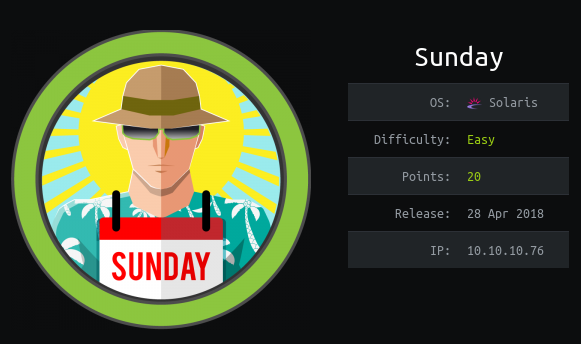 Sunday
OS: Solaris
Difficulty: Easy
Points: 20
Release: 28 Apr 2018
IP: 10.10.10.76
SUNDAY